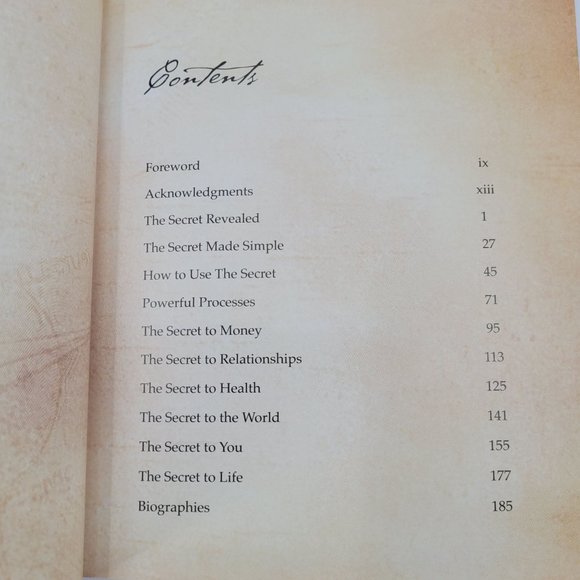 Contents
Foreword ix
Acknowledgments xiii
The Secret Revealed 1
The Secret Made Simple 27
How to Use The Secret 45
Powerful Processes 71
The Secret to Money 95
The Secret to Relationships 113
The Secret to Health 125
The Secret to the World 141
The Secret to You 155
The Secret to Life 177
Biographies 185